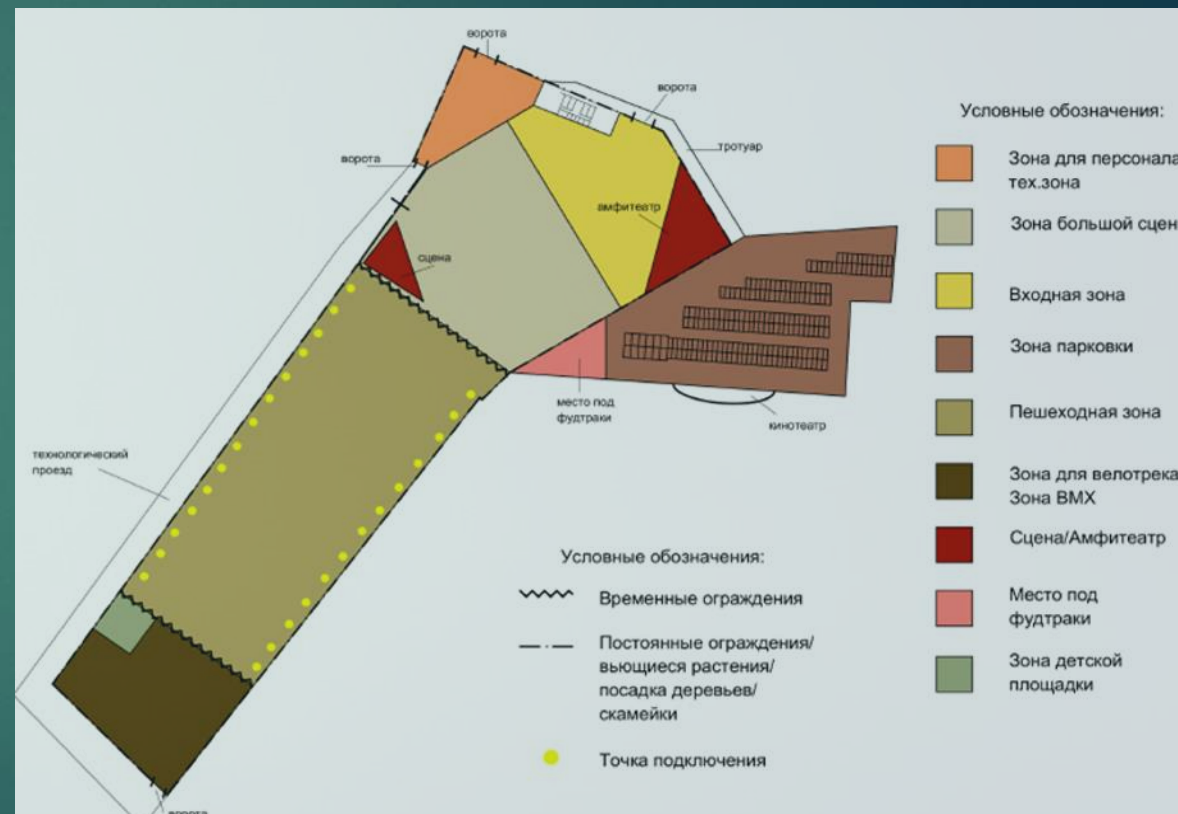 ворота
ворота
ворота
тротуар
амфитеатр
сцена
место под
фудтраки
кинотеатр
технологический
проезд
ворота
Условные обозначения:
Временные ограждения
Постоянные ограждения/
вьющиеся растения/
посадка деревьев/
скамейки
Точка подключения
Условные обозначения:
Зона для персонала
тех.зона
Зона большой сцен
Входная зона
Зона парковки
Пешеходная зона
Зона для велотрека
Зона ВМХ
Сцена/Амфитеатр
Место под
фудтраки
Зона детской
площадки